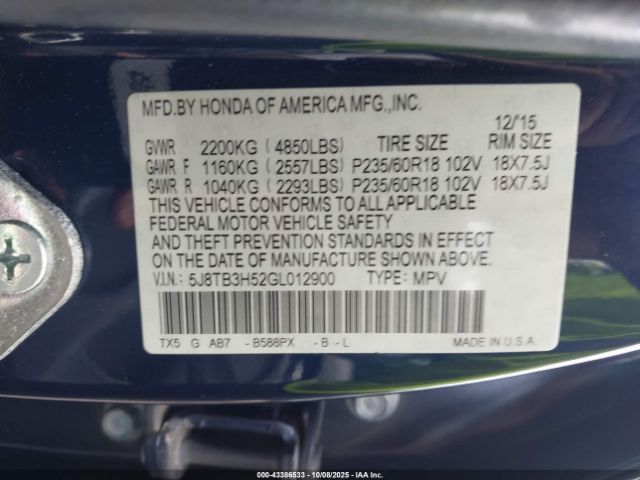 MFD.BY HONDA OF AMERICA MFG.,INC.
12/'15
GVWR 2200KG (4850LBS) TIRE SIZE RIM SIZE
GAWR F 1160KG (2557LBS) P235/60R18 102V 18X7.5J
GAWR R 1040KG (2293LBS) P235/60R18 102V 18X7.5J
THIS VEHICLE CONFORMS TO ALL APPLICABLE
FEDERAL MOTOR VEHICLE SAFETY
AND THEFT PREVENTION STANDARDS IN EFFECT
ON THE DATE OF MANUFACTURE SHOWN ABOVE.
V.I.N.: 5J8TB3H52GL012900 TYPE: MPV
TX5 G AB7 -B588PX -B-L MADE IN U.S.A.
000-43386533 - 10/08/2025 - IAA Inc.